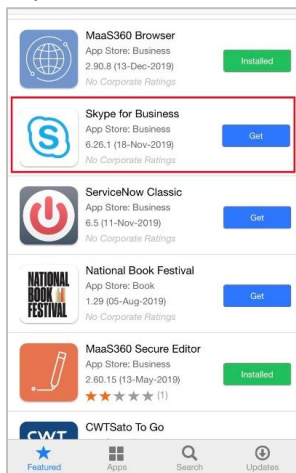 MaaS360 Browser
App Store: Business
2.90.8 (13-Dec-2019)
No Corporate Ratings
Installed
Skype for Business
App Store: Business
6.26.1 (18-Nov-2019)
No Corporate Ratings
Get
S
ServiceNow Classic
App Store: Business
6.5 (11-Nov-2019)
No Corporate Ratings
Get
National Book Festival
App Store: Book
1.29 (05-Aug-2019)
No Corporate Ratings
Get
NATIONAL
BOOK
FESTIVAL
MaaS360 Secure Editor
App Store: Business
2.60.15 (13-May-2019)
(1)
Installed
CWTSato To Go
CWT
Featured
Apps
Search
Updates